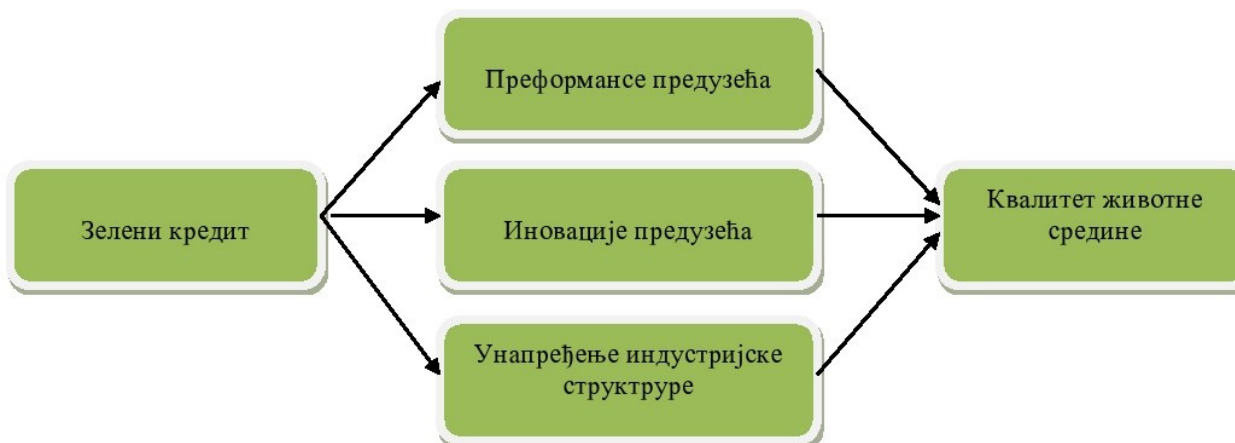 Зелени кредит
Преформансе предузећа
Иновације предузећа
Унапређење индустријске
структруре
Квалитет животне
средине